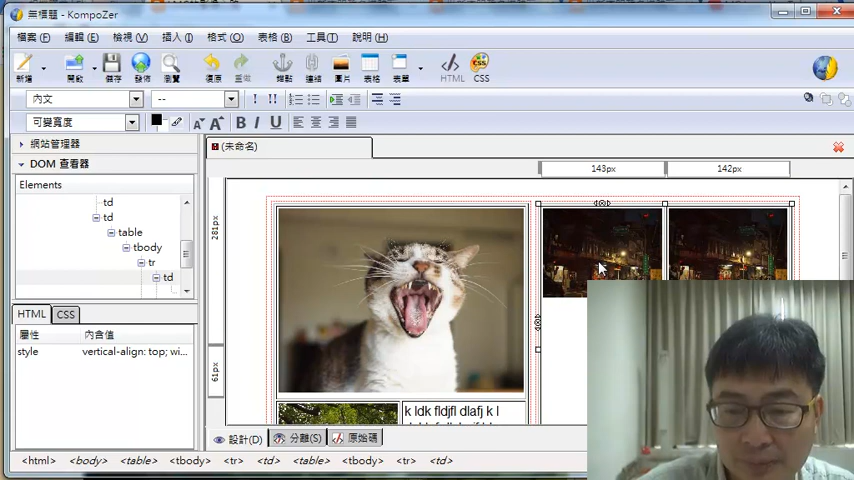 無標題 - KompoZer
檔案(F) 編輯(E) 檢視(V) 插入(I) 格式(O) 表格(B) 工具(T) 說明(H)
新增 開啟 儲存 發佈 瀏覽 復原 重做 錨點 連結 圖片 表格 表單 HTML CSS
內文 --
可變寬度 A A B I U
網站管理器
DOM 查看器
Elements
td
td
table
tbody
tr
td
HTML CSS
屬性 內含值
style vertical-align: top; wi...
(未命名)
143px 142px
281px
61px
k ldk fldjfl dlafj k l
設計(D) 分離(S) 原始碼
<html> <body> <table> <tbody> <tr> <td> <table> <tbody> <tr> <td>